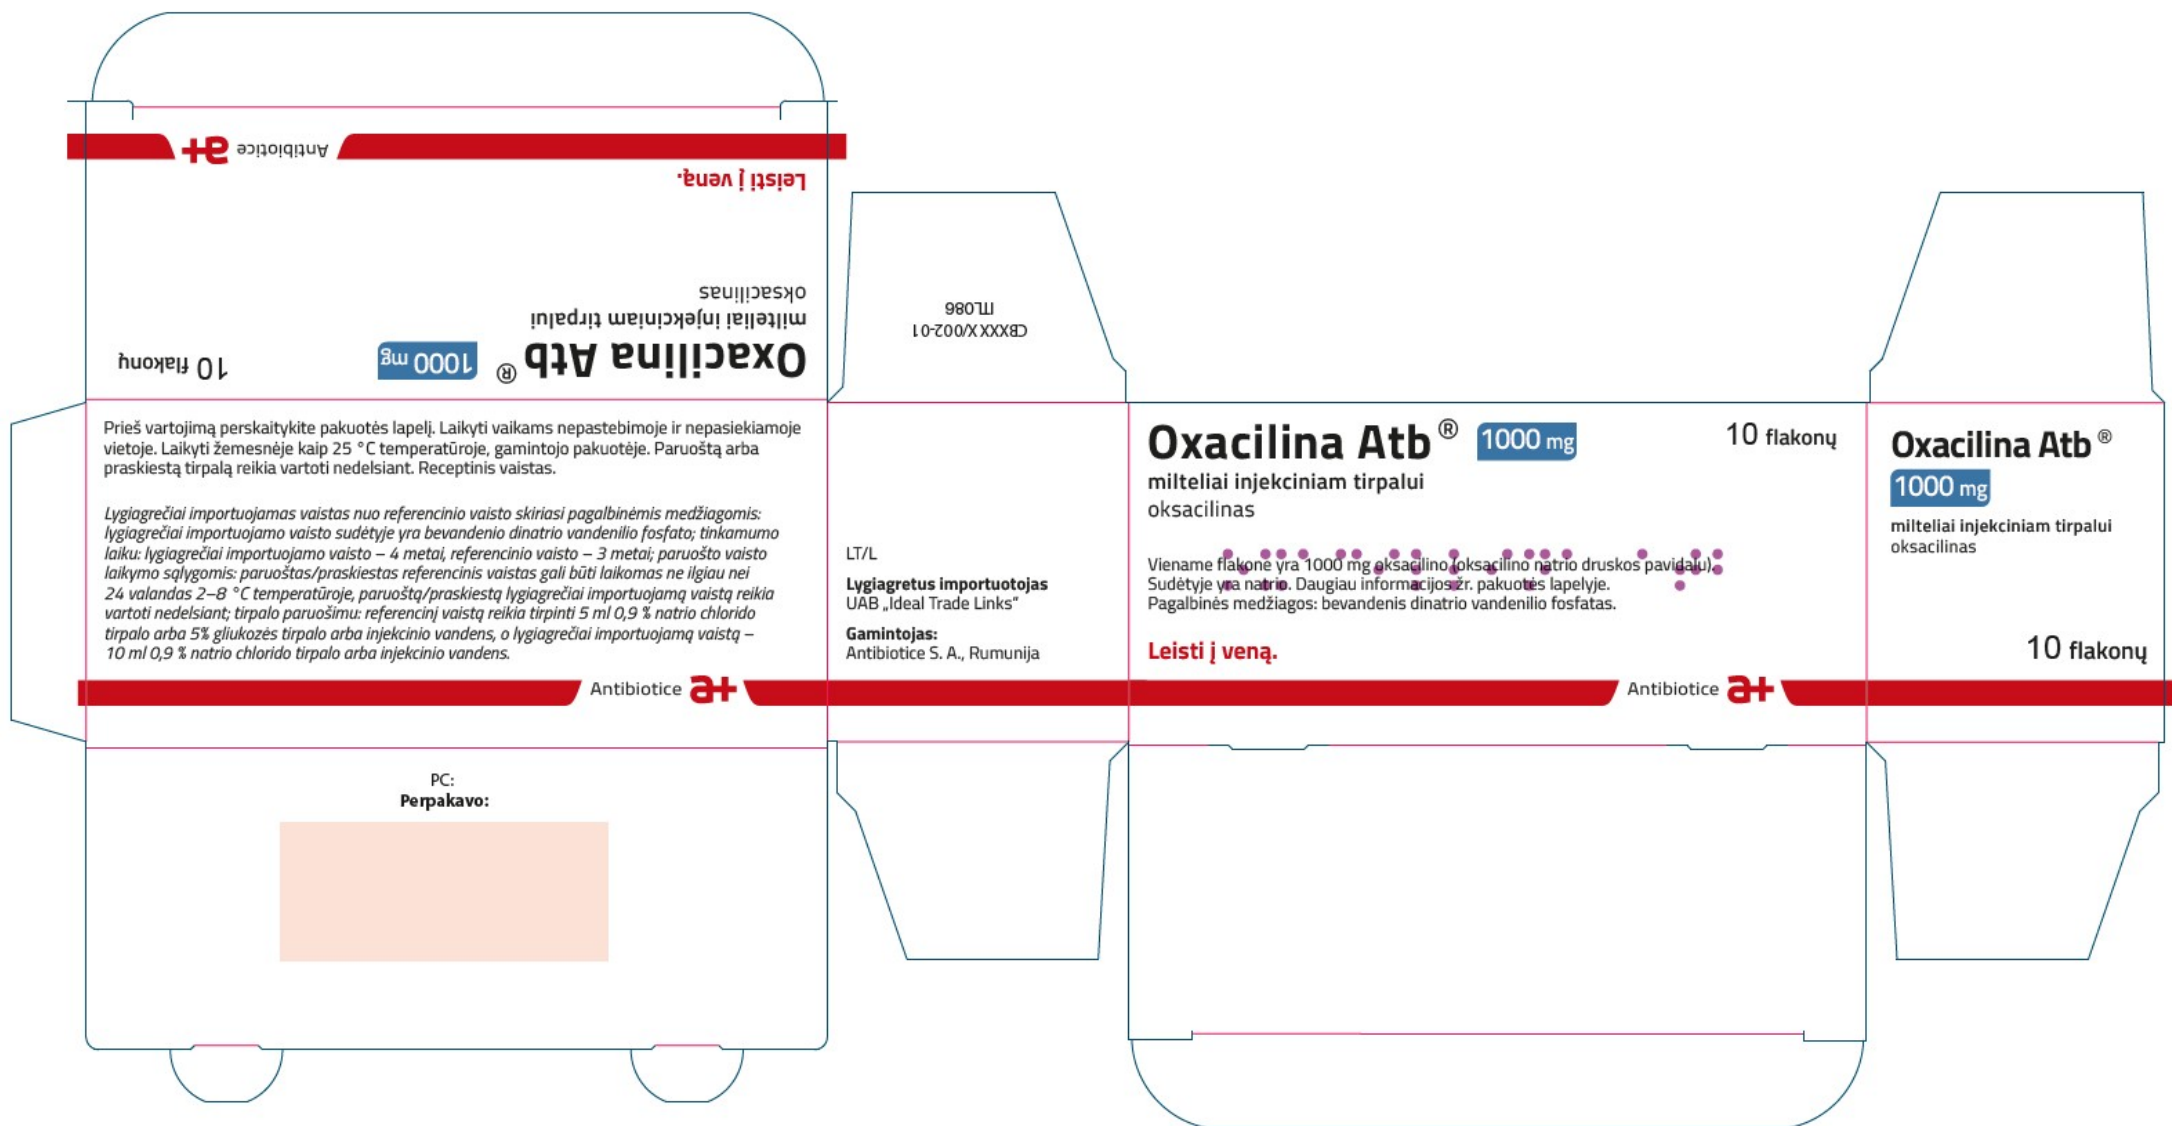 Antibiotice a+
Leisti į veną.
oksacilinas
milteliai injekciniam tirpalui
Oxacilina Atb ® 1000 mg
10 flakonų
Prieš vartojimą perskaitykite pakuotės lapelį. Laikyti vaikams nepastebimoje ir nepasiekiamoje
vietoje. Laikyti žemesnėje kaip 25 °C temperatūroje, gamintojo pakuotėje. Paruoštą arba
praskiestą tirpalą reikia vartoti nedelsiant. Receptinis vaistas.
Lygiagrečiai importuojamas vaistas nuo referencinio vaisto skiriasi pagalbinėmis medžiagomis:
lygiagrečiai importuojamo vaisto sudėtyje yra bevandenio dinatrio vandenilio fosfato; tinkamumo
laiku: lygiagrečiai importuojamo vaisto – 4 metai, referencinio vaisto – 3 metai; paruošto vaisto
laikymo sąlygomis: paruoštas/praskiestas referencinis vaistas gali būti laikomas ne ilgiau nei
24 valandas 2–8 °C temperatūroje, paruoštą/praskiestą lygiagrečiai importuojamą vaistą reikia
vartoti nedelsiant; tirpalo paruošimu: referencinį vaistą reikia tirpinti 5 ml 0,9 % natrio chlorido
tirpalo arba 5% gliukozės tirpalo arba injekcinio vandens, o lygiagrečiai importuojamą vaistą –
10 ml 0,9 % natrio chlorido tirpalo arba injekcinio vandens.
Antibiotice a+
PC:
Perpakavo:
CBXXXX/002-01
ITL086
LT/L
Lygiagretus importuotojas
UAB „Ideal Trade Links“
Gamintojas:
Antibiotice S. A., Rumunija
Oxacilina Atb ® 1000 mg
10 flakonų
milteliai injekciniam tirpalui
oksacilinas
Viename flakone yra 1000 mg oksacilino (oksacilino natrio druskos pavidalu).
Sudėtyje yra natrio. Daugiau informacijos žr. pakuotės lapelyje.
Pagalbinės medžiagos: bevandenis dinatrio vandenilio fosfatas.
Leisti į veną.
Antibiotice a+
Oxacilina Atb ®
1000 mg
milteliai injekciniam tirpalui
oksacilinas
10 flakonų